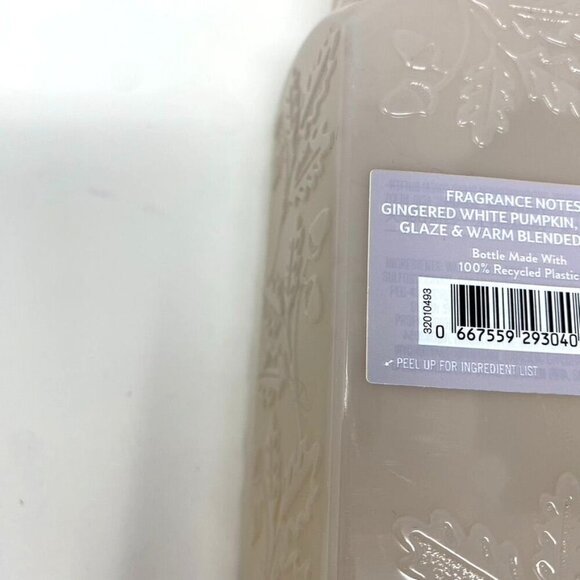 FRAGRANCE NOTES
GINGERED WHITE PUMPKIN,
GLAZE & WARM BLENDED
Bottle Made With
100% Recycled Plastic
32010493
0 667559 293040
PEEL UP FOR INGREDIENT LIST